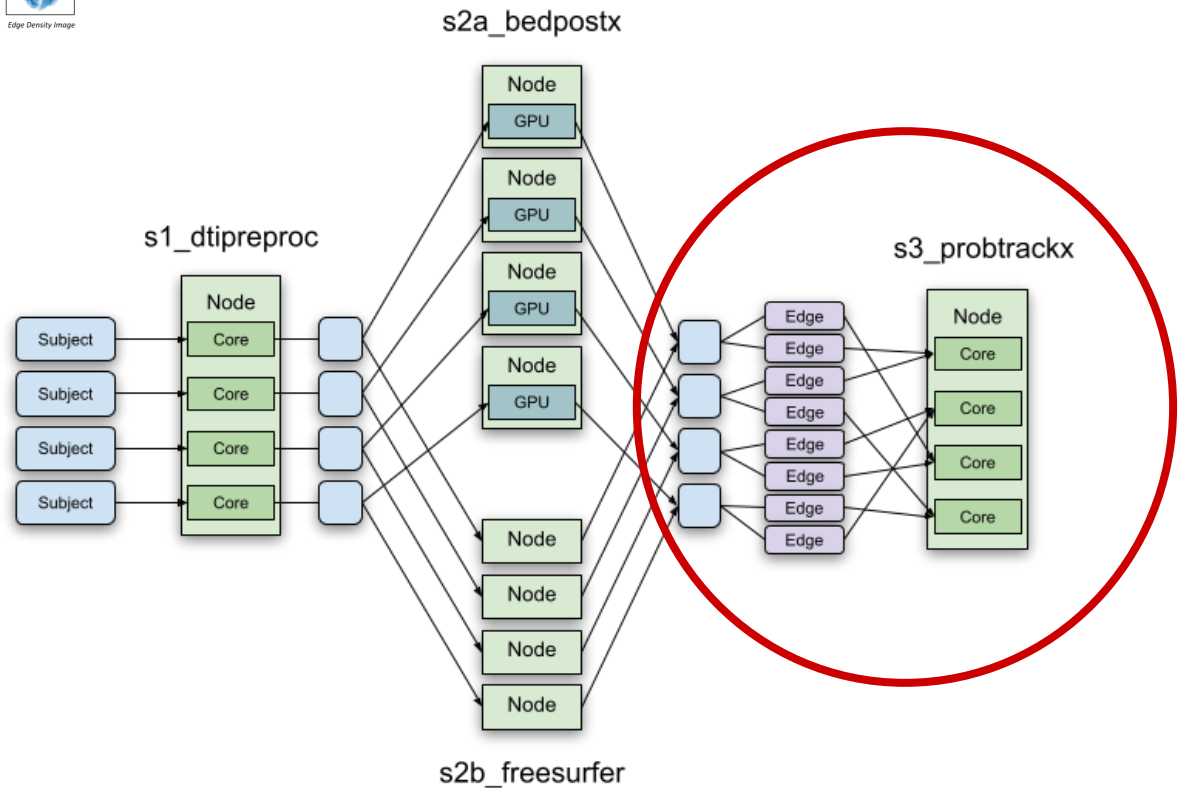 Edge Density Image
s2a_bedpostx
Node
GPU
Node
GPU
Node
GPU
Node
GPU
s1_dtipreproc
Node
Subject
Core
Subject
Core
Subject
Core
Subject
Core
Node
Node
Node
Node
s2b_freesurfer
s3_probtrackx
Edge
Edge
Edge
Edge
Edge
Edge
Edge
Edge
Node
Core
Core
Core
Core